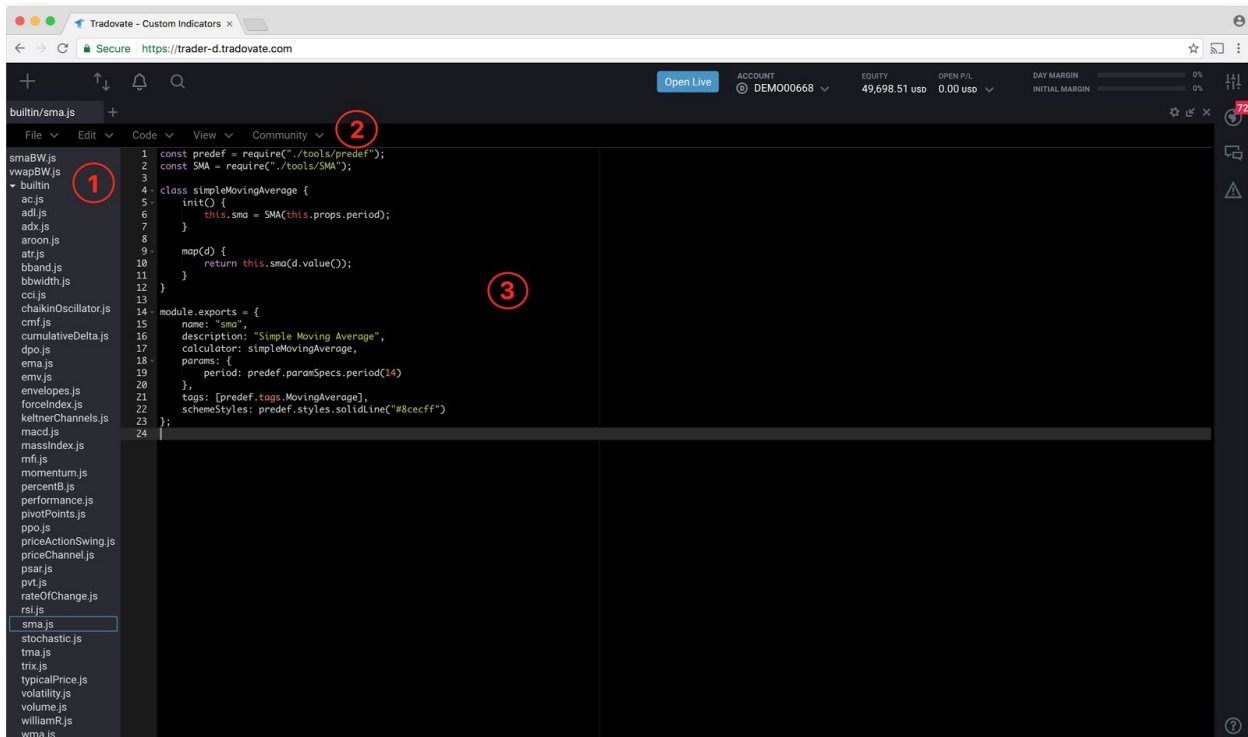 Tradovate - Custom Indicators ×
Secure https://trader-d.tradovate.com
Open Live
ACCOUNT
D DEMO00668
EQUITY
49,698.51 USD
OPEN P/L
0.00 USD
DAY MARGIN 0%
INITIAL MARGIN 0%
builtin/sma.js +
72
File Edit Code View Community
2
1
3
smaBW.js
vwapBW.js
builtin
ac.js
adl.js
adx.js
aroon.js
atr.js
bband.js
bbwidth.js
cci.js
chaikinOscillator.js
cmf.js
cumulativeDelta.js
dpo.js
ema.js
emv.js
envelopes.js
forceIndex.js
keltnerChannels.js
macd.js
massIndex.js
mfi.js
momentum.js
percentB.js
performance.js
pivotPoints.js
ppo.js
priceActionSwing.js
priceChannel.js
psar.js
pvt.js
rateOfChange.js
rsi.js
sma.js
stochastic.js
tma.js
trix.js
typicalPrice.js
volatility.js
volume.js
williamR.js
wma.js
1 const predef = require("./tools/predef");
2 const SMA = require("./tools/SMA");
3
4 class simpleMovingAverage {
5 init() {
6 this.sma = SMA(this.props.period);
7 }
8
9 map(d) {
10 return this.sma(d.value());
11 }
12 }
13
14 module.exports = {
15 name: "sma",
16 description: "Simple Moving Average",
17 calculator: simpleMovingAverage,
18 params: {
19 period: predef.paramSpecs.period(14)
20 },
21 tags: [predef.tags.MovingAverage],
22 schemeStyles: predef.styles.solidLine("#8cecff")
23 };
24